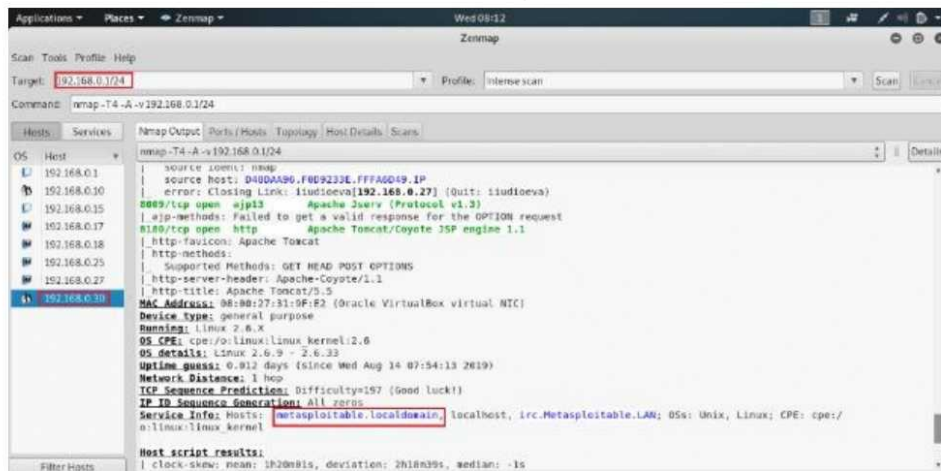 Applications Places Zenmap Wed 08:12 1
Zenmap
Scan Tools Profile Help
Target: 192.168.0.1/24 Profile: Intense scan Scan
Command: nmap -T4 -A -v 192.168.0.1/24
Hosts Services Nmap Output Ports / Hosts Topology Host Details Scans
OS Host nmap -T4 -A -v 192.168.0.1/24 Details
192.168.0.1
192.168.0.10
192.168.0.15
192.168.0.17
192.168.0.18
192.168.0.25
192.168.0.27
192.168.0.30
Filter Hosts
| source ident: nmap
| source host: D40DAA96.F0D9233E.FFFA6D49.IP
|_ error: Closing Link: iiudioeva[192.168.0.27] (Quit: iiudioeva)
8009/tcp open ajp13 Apache Jserv (Protocol v1.3)
|_ajp-methods: Failed to get a valid response for the OPTION request
8180/tcp open http Apache Tomcat/Coyote JSP engine 1.1
|_http-favicon: Apache Tomcat
| http-methods:
|_ Supported Methods: GET HEAD POST OPTIONS
|_http-server-header: Apache-Coyote/1.1
|_http-title: Apache Tomcat/5.5
MAC Address: 08:00:27:31:9F:E2 (Oracle VirtualBox virtual NIC)
Device type: general purpose
Running: Linux 2.6.X
OS CPE: cpe:/o:linux:linux_kernel:2.6
OS details: Linux 2.6.9 - 2.6.33
Uptime guess: 0.012 days (since Wed Aug 14 07:54:13 2019)
Network Distance: 1 hop
TCP Sequence Prediction: Difficulty=197 (Good luck!)
IP ID Sequence Generation: All zeros
Service Info: Hosts: metasploitable.localdomain, localhost, irc.Metasploitable.LAN; OSs: Unix, Linux; CPE: cpe:/
o:linux:linux_kernel
Host script results:
| clock-skew: mean: 1h20m01s, deviation: 2h18m39s, median: -1s